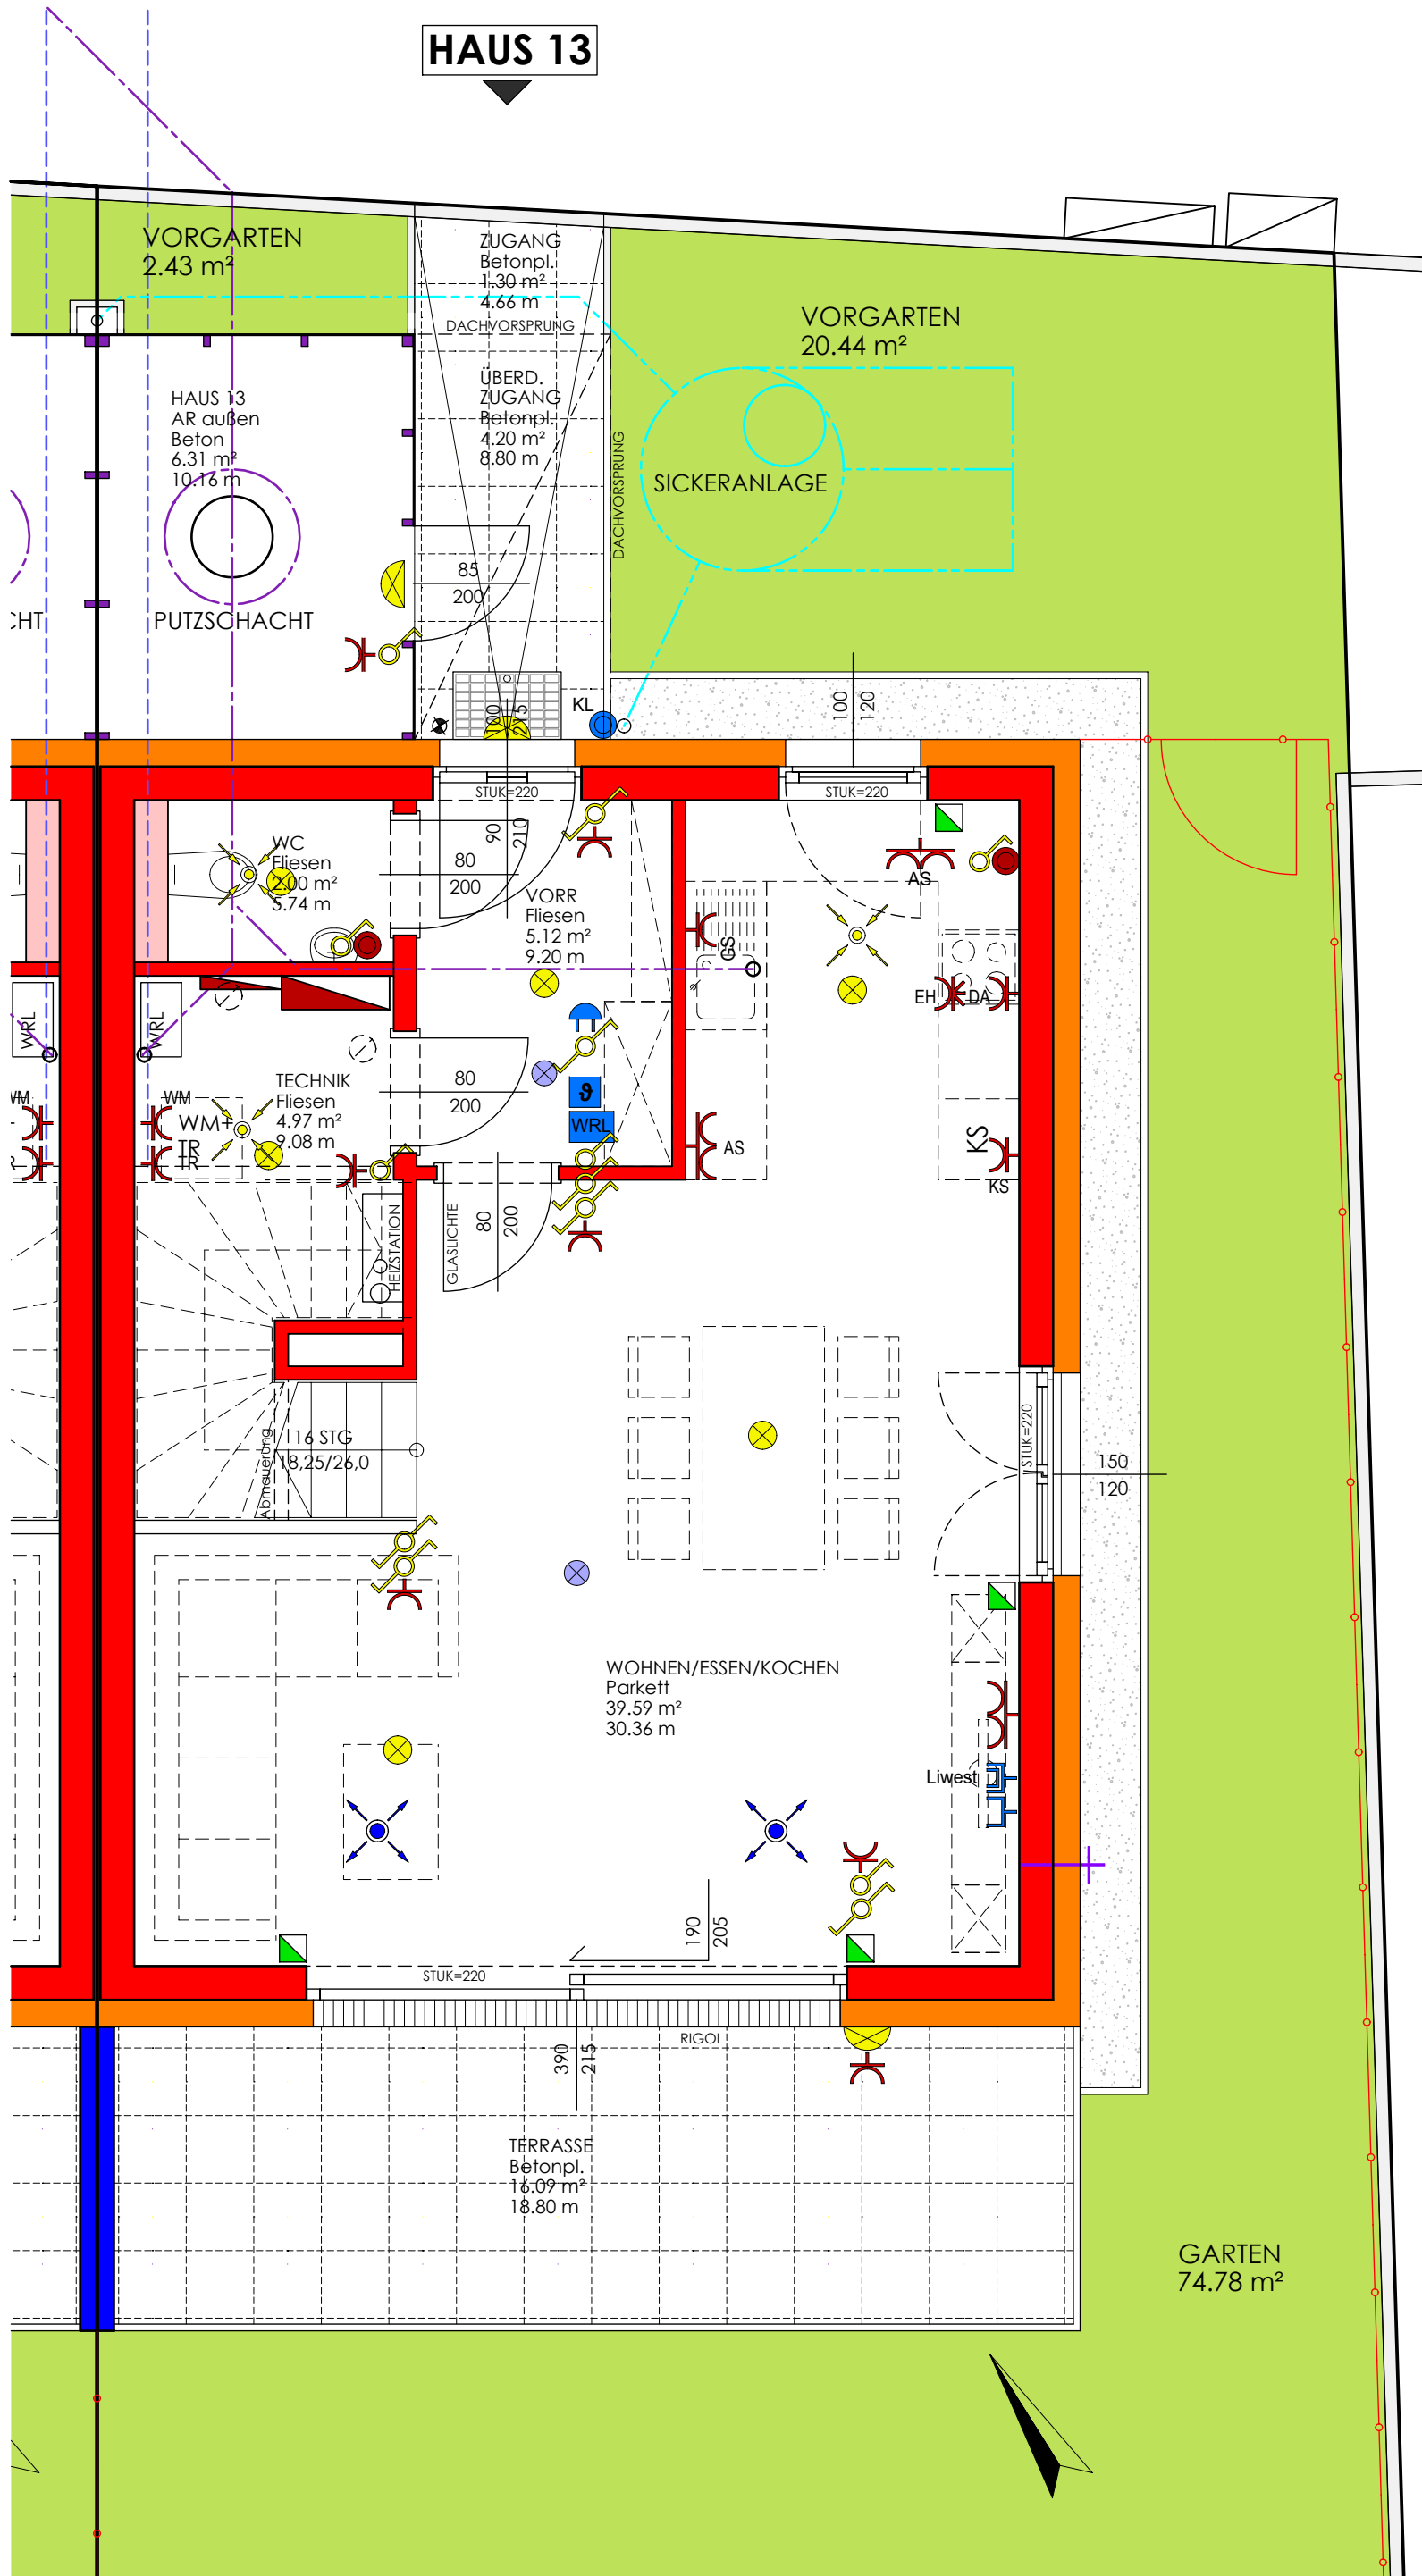 HAUS 13
VORGARTEN
2.43 m²
ZUGANG
Betonpl.
1.30 m²
4.66 m
DACHVORSPRUNG
VORGARTEN
20.44 m²
ÜBERD.
ZUGANG
Betonpl.
4.20 m²
8.80 m
DACHVORSPRUNG
HAUS 13
AR außen
Beton
6.31 m²
10.16 m
SICKERANLAGE
85
200
CHT
PUTZSCHACHT
KL
100
215
100
120
STUK=220
STUK=220
90
210
WC
Fliesen
2.00 m²
5.74 m
80
200
AS
VORR
Fliesen
5.12 m²
9.20 m
GS
EH
DA
WRL
WRL
TECHNIK
Fliesen
4.97 m²
9.08 m
80
200
WM
WM
WM+
TR
TR
R
ϑ
WRL
AS
KS
KS
HEIZSTATION
GLASLICHTE
80
200
16 STG
18,25/26,0
Abmauerung
STUK=220
150
120
WOHNEN/ESSEN/KOCHEN
Parkett
39.59 m²
30.36 m
Liwest
190
205
STUK=220
RIGOL
390
215
TERRASSE
Betonpl.
16.09 m²
18.80 m
GARTEN
74.78 m²